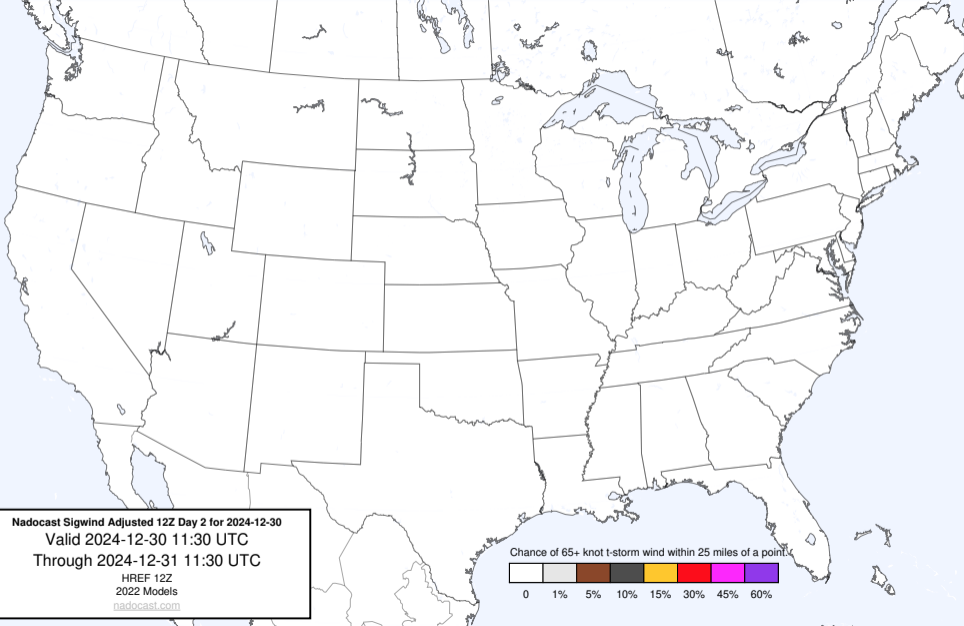 Nadocast Sigwind Adjusted 12Z Day 2 for 2024-12-30
Valid 2024-12-30 11:30 UTC
Through 2024-12-31 11:30 UTC
HREF 12Z
2022 Models
nadocast.com
Chance of 65+ knot t-storm wind within 25 miles of a point.
0 1% 5% 10% 15% 30% 45% 60%